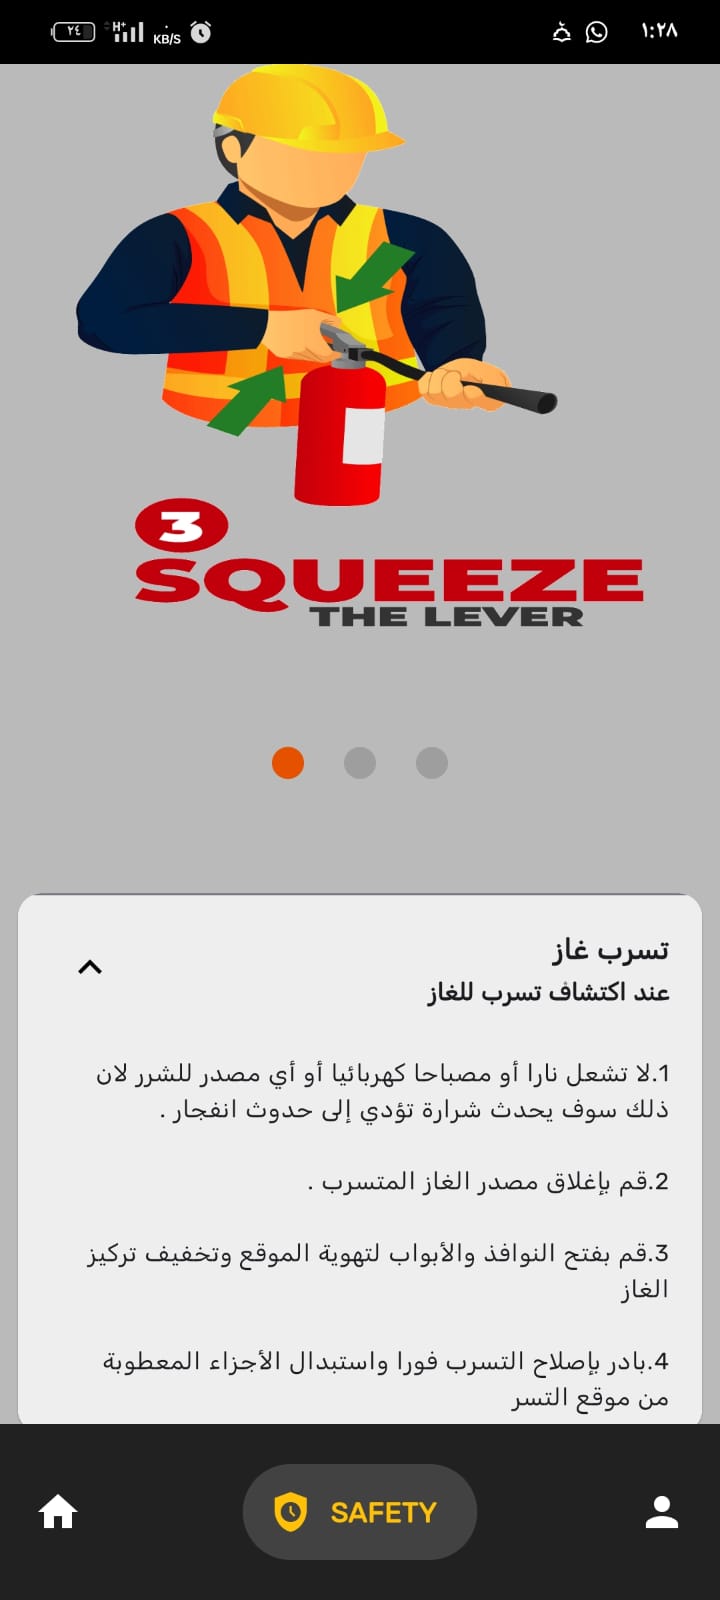 ٢٤ H+ KB/S ١:٢٨
3
SQUEEZE
THE LEVER
تسرب غاز
عند اكتشاف تسرب للغاز
1.لا تشعل نارا أو مصباحا كهربائيا أو أي مصدر للشرر لان
ذلك سوف يحدث شرارة تؤدي إلى حدوث انفجار .
2.قم بإغلاق مصدر الغاز المتسرب .
3.قم بفتح النوافذ والأبواب لتهوية الموقع وتخفيف تركيز
الغاز
4.بادر بإصلاح التسرب فورا واستبدال الأجزاء المعطوبة
من موقع التسر
SAFETY